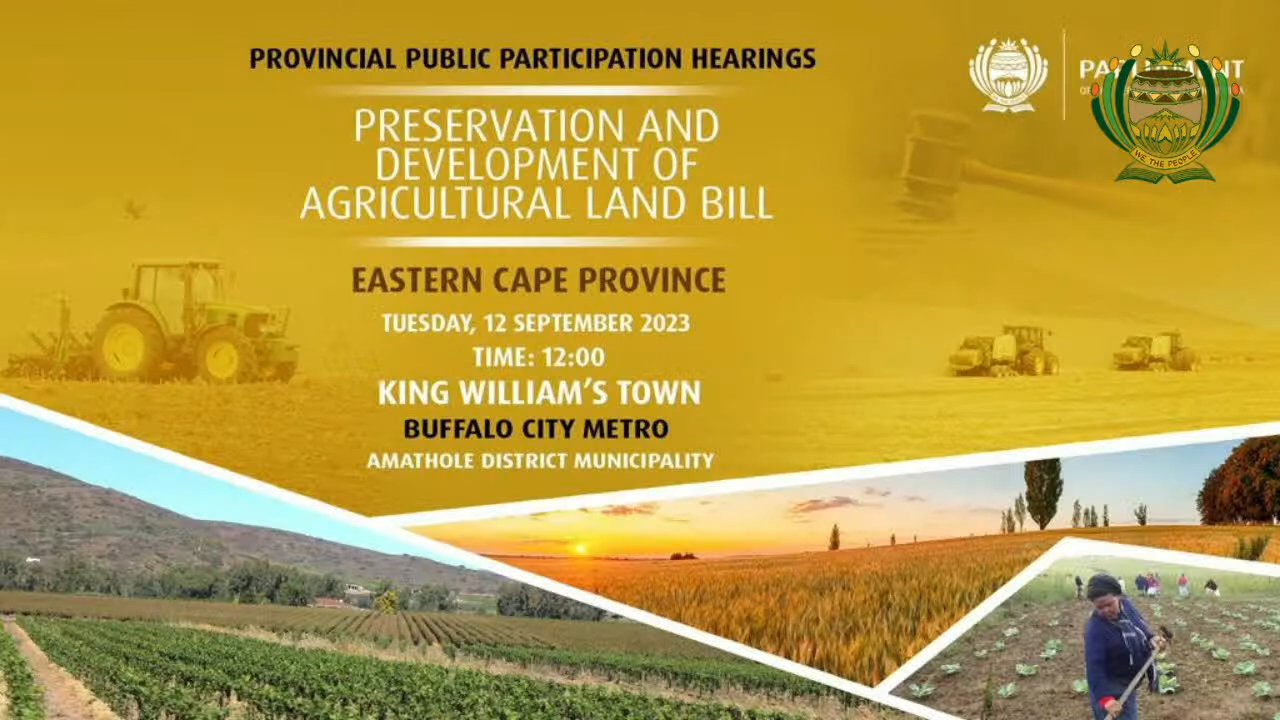 PROVINCIAL PUBLIC PARTICIPATION HEARINGS
PRESERVATION AND
DEVELOPMENT OF
AGRICULTURAL LAND BILL
EASTERN CAPE PROVINCE
TUESDAY, 12 SEPTEMBER 2023
TIME: 12:00
KING WILLIAM'S TOWN
BUFFALO CITY METRO
AMATHOLE DISTRICT MUNICIPALITY
PARLIAMENT
WE THE PEOPLE